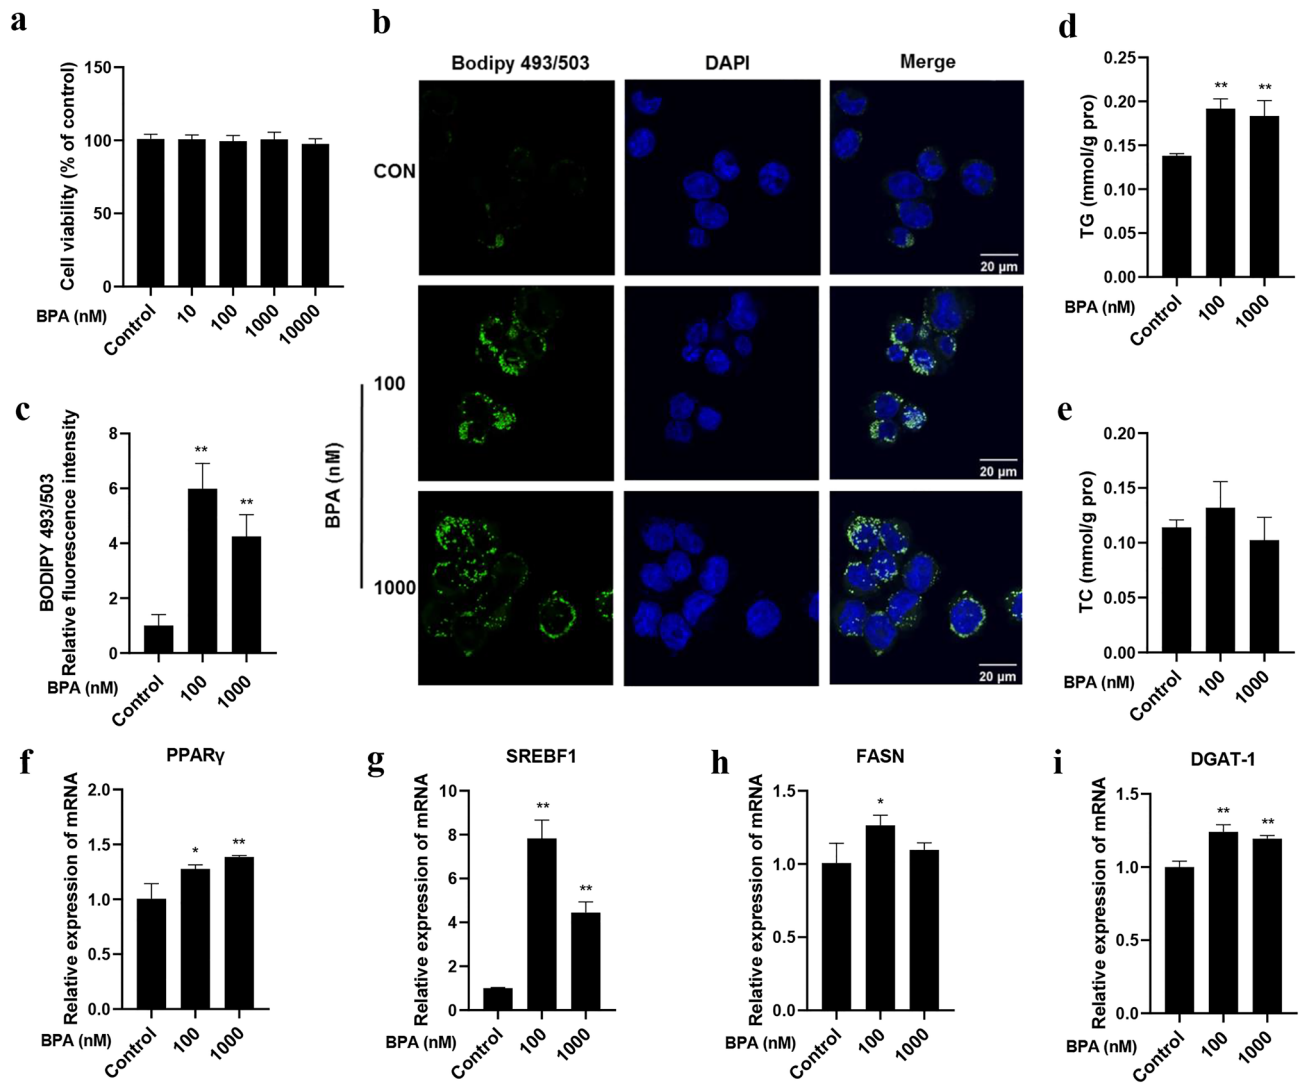 a
Cell viability (% of control)
150
100
50
0
BPA (nM)
Control
10
100
1000
10000
b
Bodipy 493/503
DAPI
Merge
CON
20 μm
100
20 μm
BPA (nM)
1000
20 μm
c
BODIPY 493/503
Relative fluorescence intensity
8
6
4
2
0
**
**
BPA (nM)
Control
100
1000
d
TG (mmol/g pro)
0.25
0.20
0.15
0.10
0.05
0.00
**
**
BPA (nM)
Control
100
1000
e
TC (mmol/g pro)
0.20
0.15
0.10
0.05
0.00
BPA (nM)
Control
100
1000
f
PPARγ
Relative expression of mRNA
2.0
1.5
1.0
0.5
0.0
*
**
BPA (nM)
Control
100
1000
g
SREBF1
Relative expression of mRNA
10
8
6
4
2
0
**
**
BPA (nM)
Control
100
1000
h
FASN
Relative expression of mRNA
1.5
1.0
0.5
0.0
*
BPA (nM)
Control
100
1000
i
DGAT-1
Relative expression of mRNA
1.5
1.0
0.5
0.0
**
**
BPA (nM)
Control
100
1000